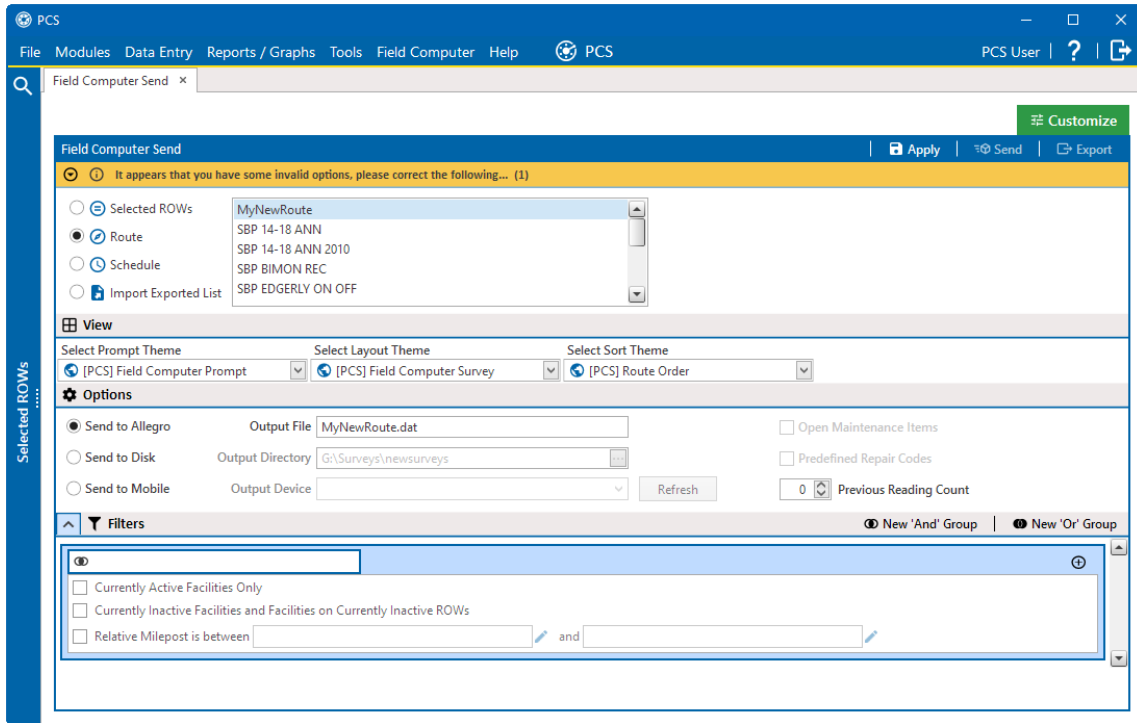 PCS
File Modules Data Entry Reports / Graphs Tools Field Computer Help PCS PCS User ?
Field Computer Send ×
Customize
Field Computer Send Apply Send Export
It appears that you have some invalid options, please correct the following... (1)
Selected ROWs
Route
Schedule
Import Exported List
MyNewRoute
SBP 14-18 ANN
SBP 14-18 ANN 2010
SBP BIMON REC
SBP EDGERLY ON OFF
View
Select Prompt Theme Select Layout Theme Select Sort Theme
[PCS] Field Computer Prompt [PCS] Field Computer Survey [PCS] Route Order
Selected ROWs
Options
Send to Allegro Output File MyNewRoute.dat Open Maintenance Items
Send to Disk Output Directory G:\Surveys\newsurveys ... Predefined Repair Codes
Send to Mobile Output Device Refresh 0 Previous Reading Count
Filters New 'And' Group New 'Or' Group
Currently Active Facilities Only
Currently Inactive Facilities and Facilities on Currently Inactive ROWs
Relative Milepost is between and